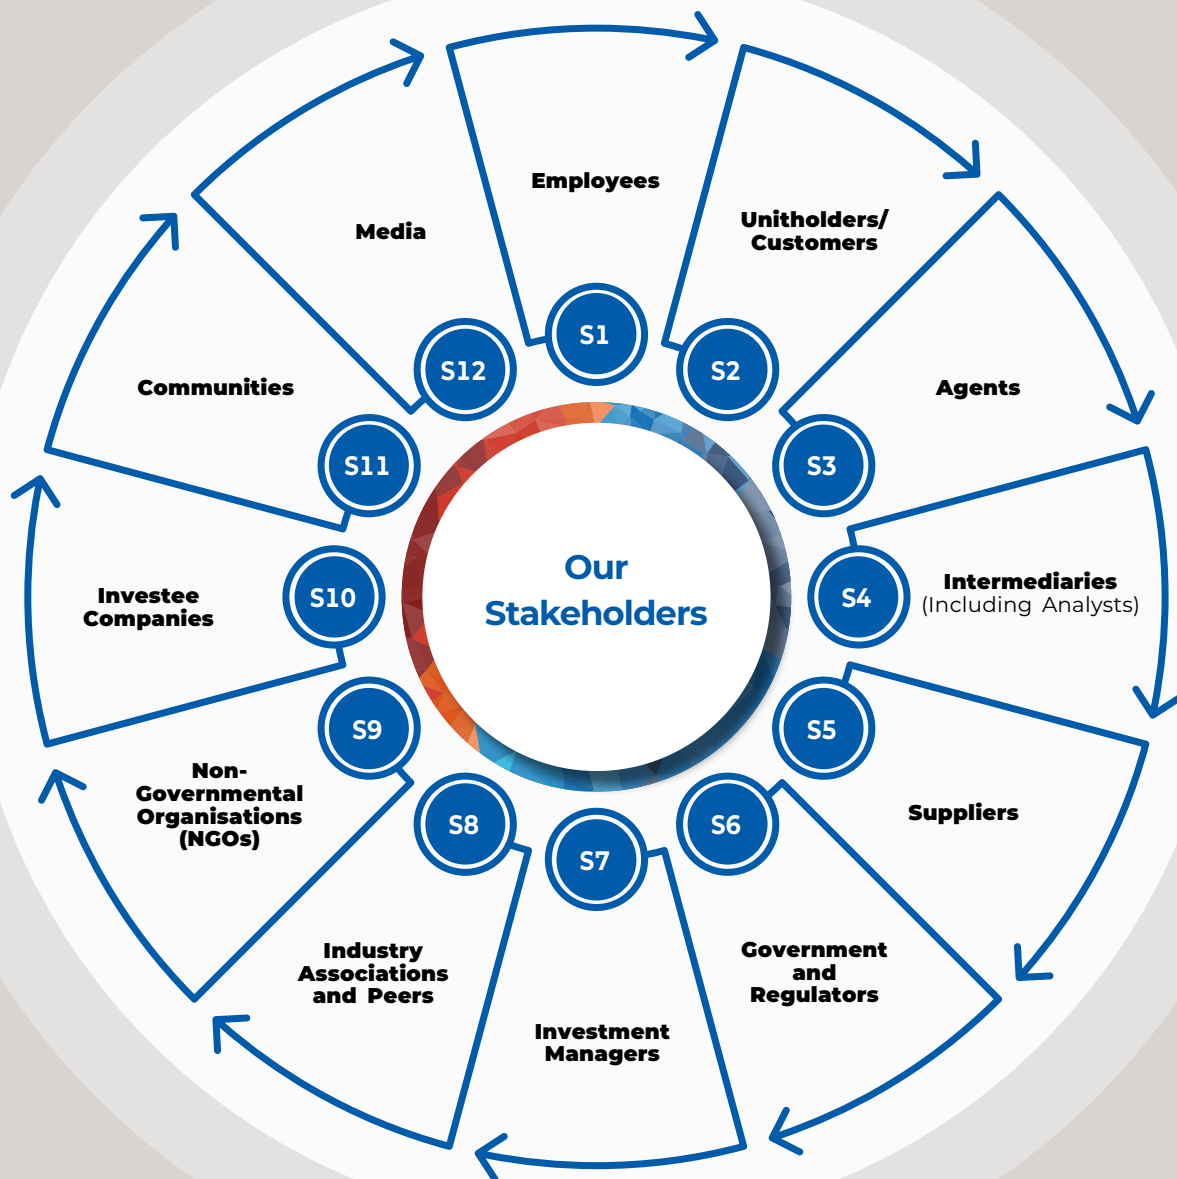 Our
Stakeholders
S1
Employees
S2
Unitholders/
Customers
S3
Agents
S4
Intermediaries
(Including Analysts)
S5
Suppliers
S6
Government
and
Regulators
S7
Investment
Managers
S8
Industry
Associations
and Peers
S9
Non-
Governmental
Organisations
(NGOs)
S10
Investee
Companies
S11
Communities
S12
Media